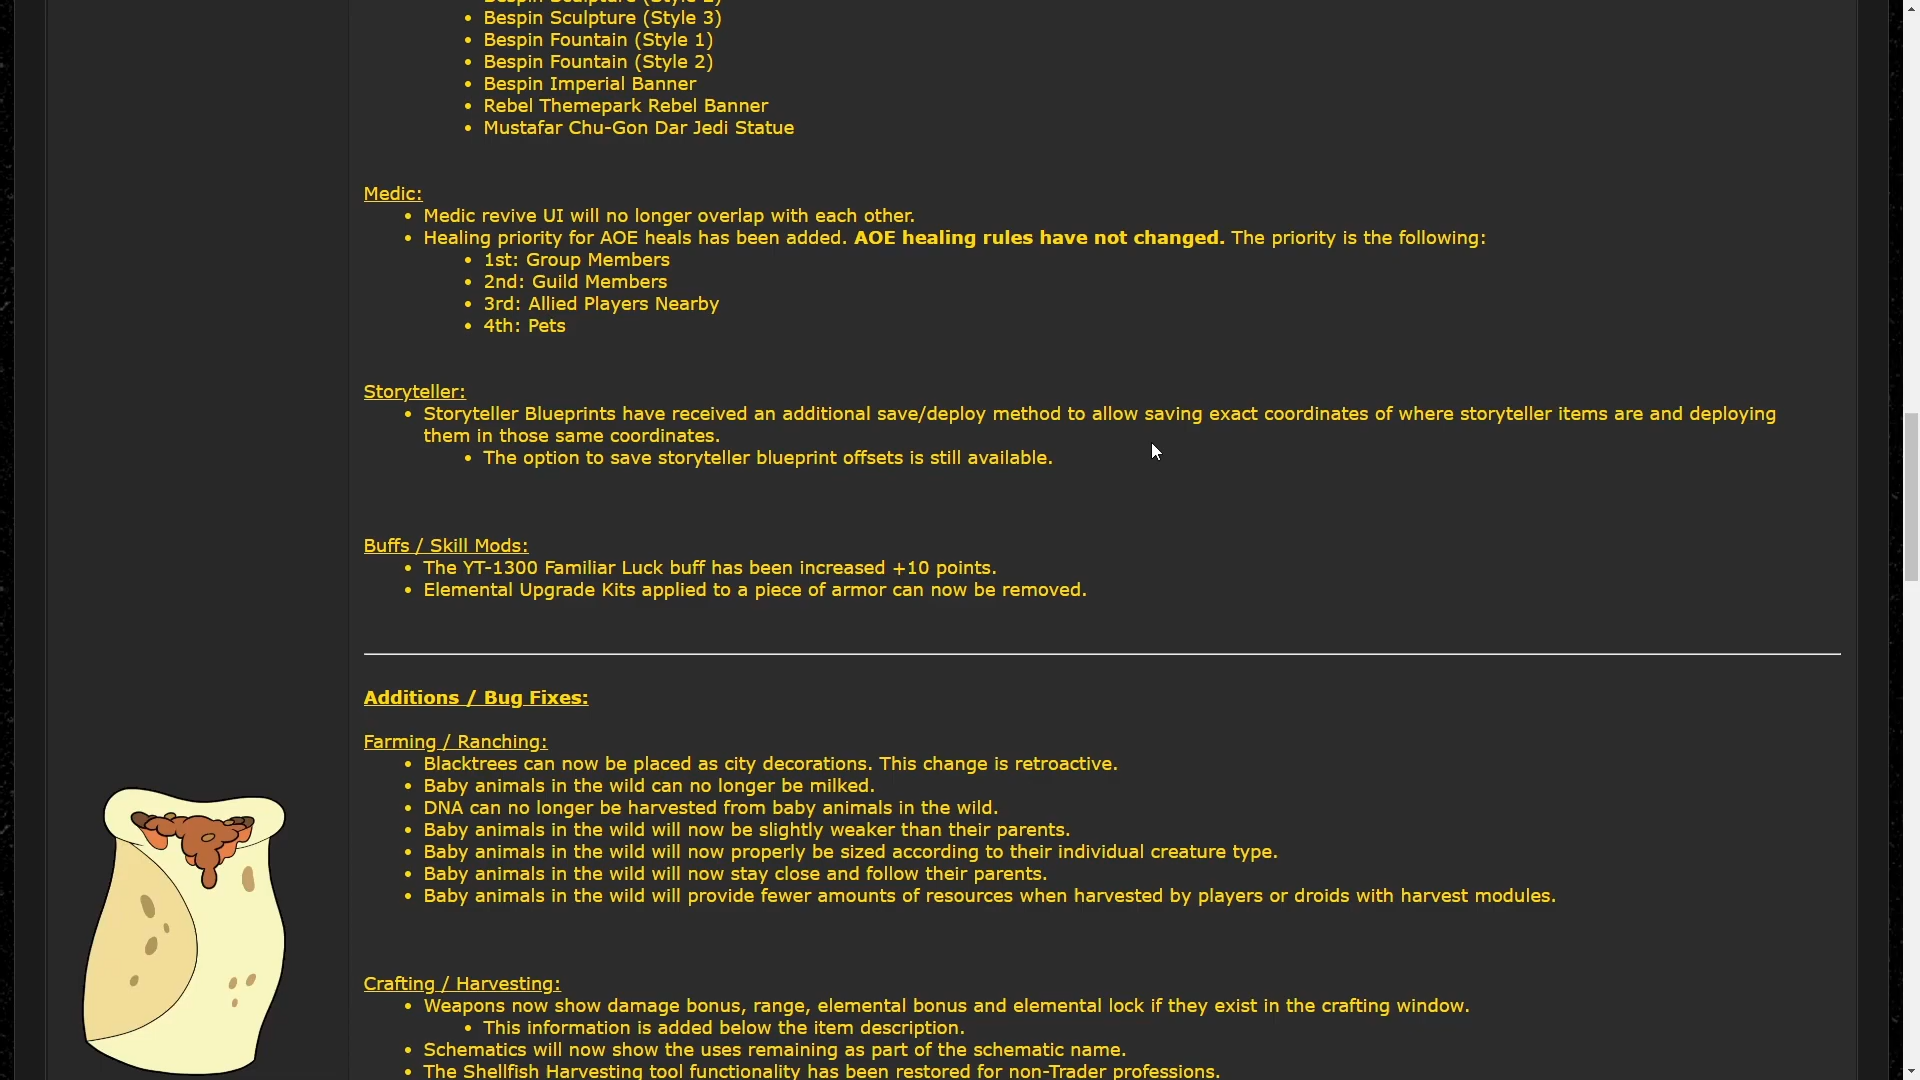 Bespin Sculpture (Style 2)
Bespin Sculpture (Style 3)
Bespin Fountain (Style 1)
Bespin Fountain (Style 2)
Bespin Imperial Banner
Rebel Themepark Rebel Banner
Mustafar Chu-Gon Dar Jedi Statue
Medic:
Medic revive UI will no longer overlap with each other.
Healing priority for AOE heals has been added. AOE healing rules have not changed. The priority is the following:
1st: Group Members
2nd: Guild Members
3rd: Allied Players Nearby
4th: Pets
Storyteller:
Storyteller Blueprints have received an additional save/deploy method to allow saving exact coordinates of where storyteller items are and deploying
them in those same coordinates.
The option to save storyteller blueprint offsets is still available.
Buffs / Skill Mods:
The YT-1300 Familiar Luck buff has been increased +10 points.
Elemental Upgrade Kits applied to a piece of armor can now be removed.
Additions / Bug Fixes:
Farming / Ranching:
Blacktrees can now be placed as city decorations. This change is retroactive.
Baby animals in the wild can no longer be milked.
DNA can no longer be harvested from baby animals in the wild.
Baby animals in the wild will now be slightly weaker than their parents.
Baby animals in the wild will now properly be sized according to their individual creature type.
Baby animals in the wild will now stay close and follow their parents.
Baby animals in the wild will provide fewer amounts of resources when harvested by players or droids with harvest modules.
Crafting / Harvesting:
Weapons now show damage bonus, range, elemental bonus and elemental lock if they exist in the crafting window.
This information is added below the item description.
Schematics will now show the uses remaining as part of the schematic name.
The Shellfish Harvesting tool functionality has been restored for non-Trader professions.